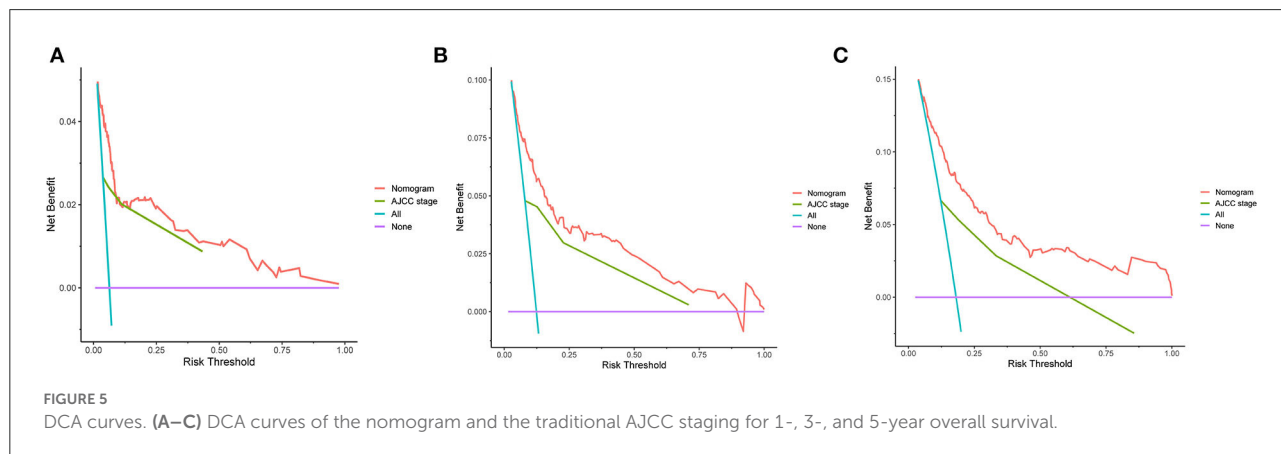 A
Net Benefit
0.04
0.02
0.00
0.00
0.25
0.50
0.75
1.00
Risk Threshold
Nomogram
AJCC stage
All
None
B
Net Benefit
0.100
0.075
0.050
0.025
0.000
0.00
0.25
0.50
0.75
1.00
Risk Threshold
Nomogram
AJCC stage
All
None
C
Net Benefit
0.15
0.10
0.05
0.00
0.00
0.25
0.50
0.75
1.00
Risk Threshold
Nomogram
AJCC stage
All
None
FIGURE 5
DCA curves. (A–C) DCA curves of the nomogram and the traditional AJCC staging for 1-, 3-, and 5-year overall survival.